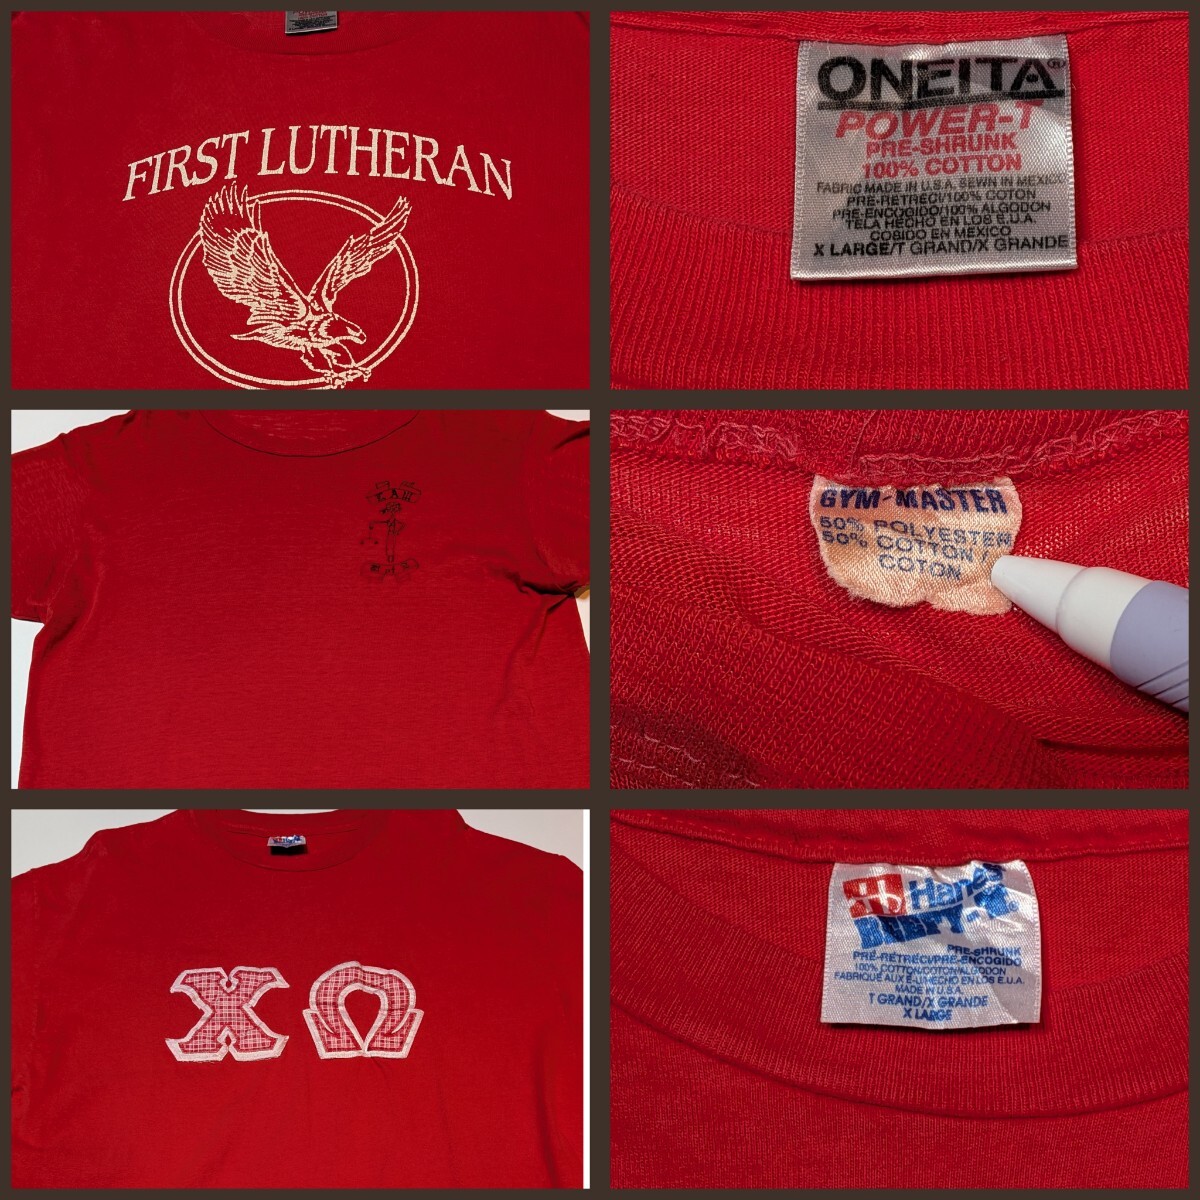 FIRST LUTHERAN
ONEITA®
POWER-T
PRE-SHRUNK
100% COTTON
FABRIC MADE IN U.S.A. SEWN IN MEXICO
PRE-RETRECI/100% COTON
PRE-ENCOGIDO/100% ALGODON
TELA HECHO EN LOS E.U.A.
COSIDO EN MEXICO
X LARGE/T GRAND/X GRANDE
GYM-MASTER
50% POLYESTER
50% COTTON /
COTON
ΧΩ
Hanes
BEEFY-T®
PRE-SHRUNK
PRÉ-RÉTRÉCI/PRE-ENCOGIDO
100% COTTON/COTON/ALGODON
FABRIQUÉ AUX E-U/HECHO EN LOS E.U.A.
MADE IN U.S.A.
T GRAND/X GRANDE
X LARGE